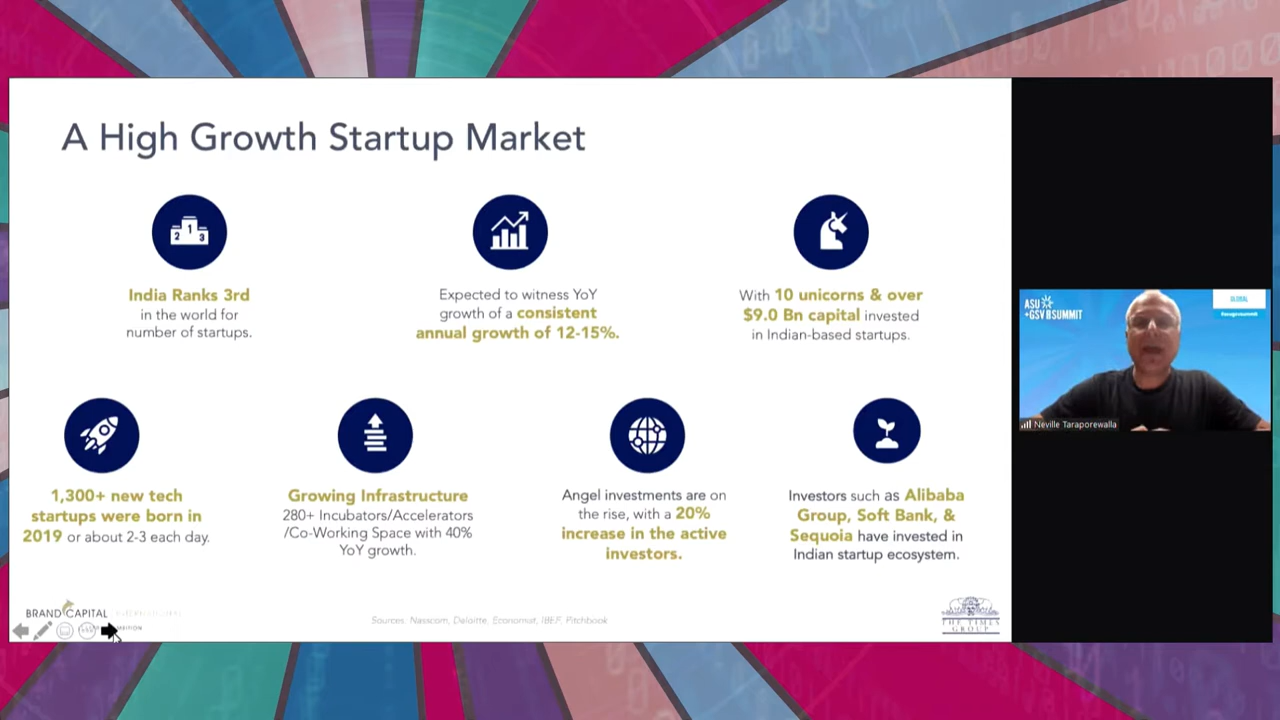 A High Growth Startup Market
1
2
3
India Ranks 3rd
in the world for
number of startups.
Expected to witness YoY
growth of a consistent
annual growth of 12-15%.
With 10 unicorns & over
$9.0 Bn capital invested
in Indian-based startups.
1,300+ new tech
startups were born in
2019 or about 2-3 each day.
Growing Infrastructure
280+ Incubators/Accelerators
/Co-Working Space with 40%
YoY growth.
Angel investments are on
the rise, with a 20%
increase in the active
investors.
Investors such as Alibaba
Group, Soft Bank, &
Sequoia have invested in
Indian startup ecosystem.
BRAND CAPITAL
Sources: Nasscom, Deloitte, Economist, IBEF, Pitchbook
THE TIMES
GROUP
ASU
+GSV SUMMIT
GLOBAL
#asugsvsummit
Neville Taraporewalla